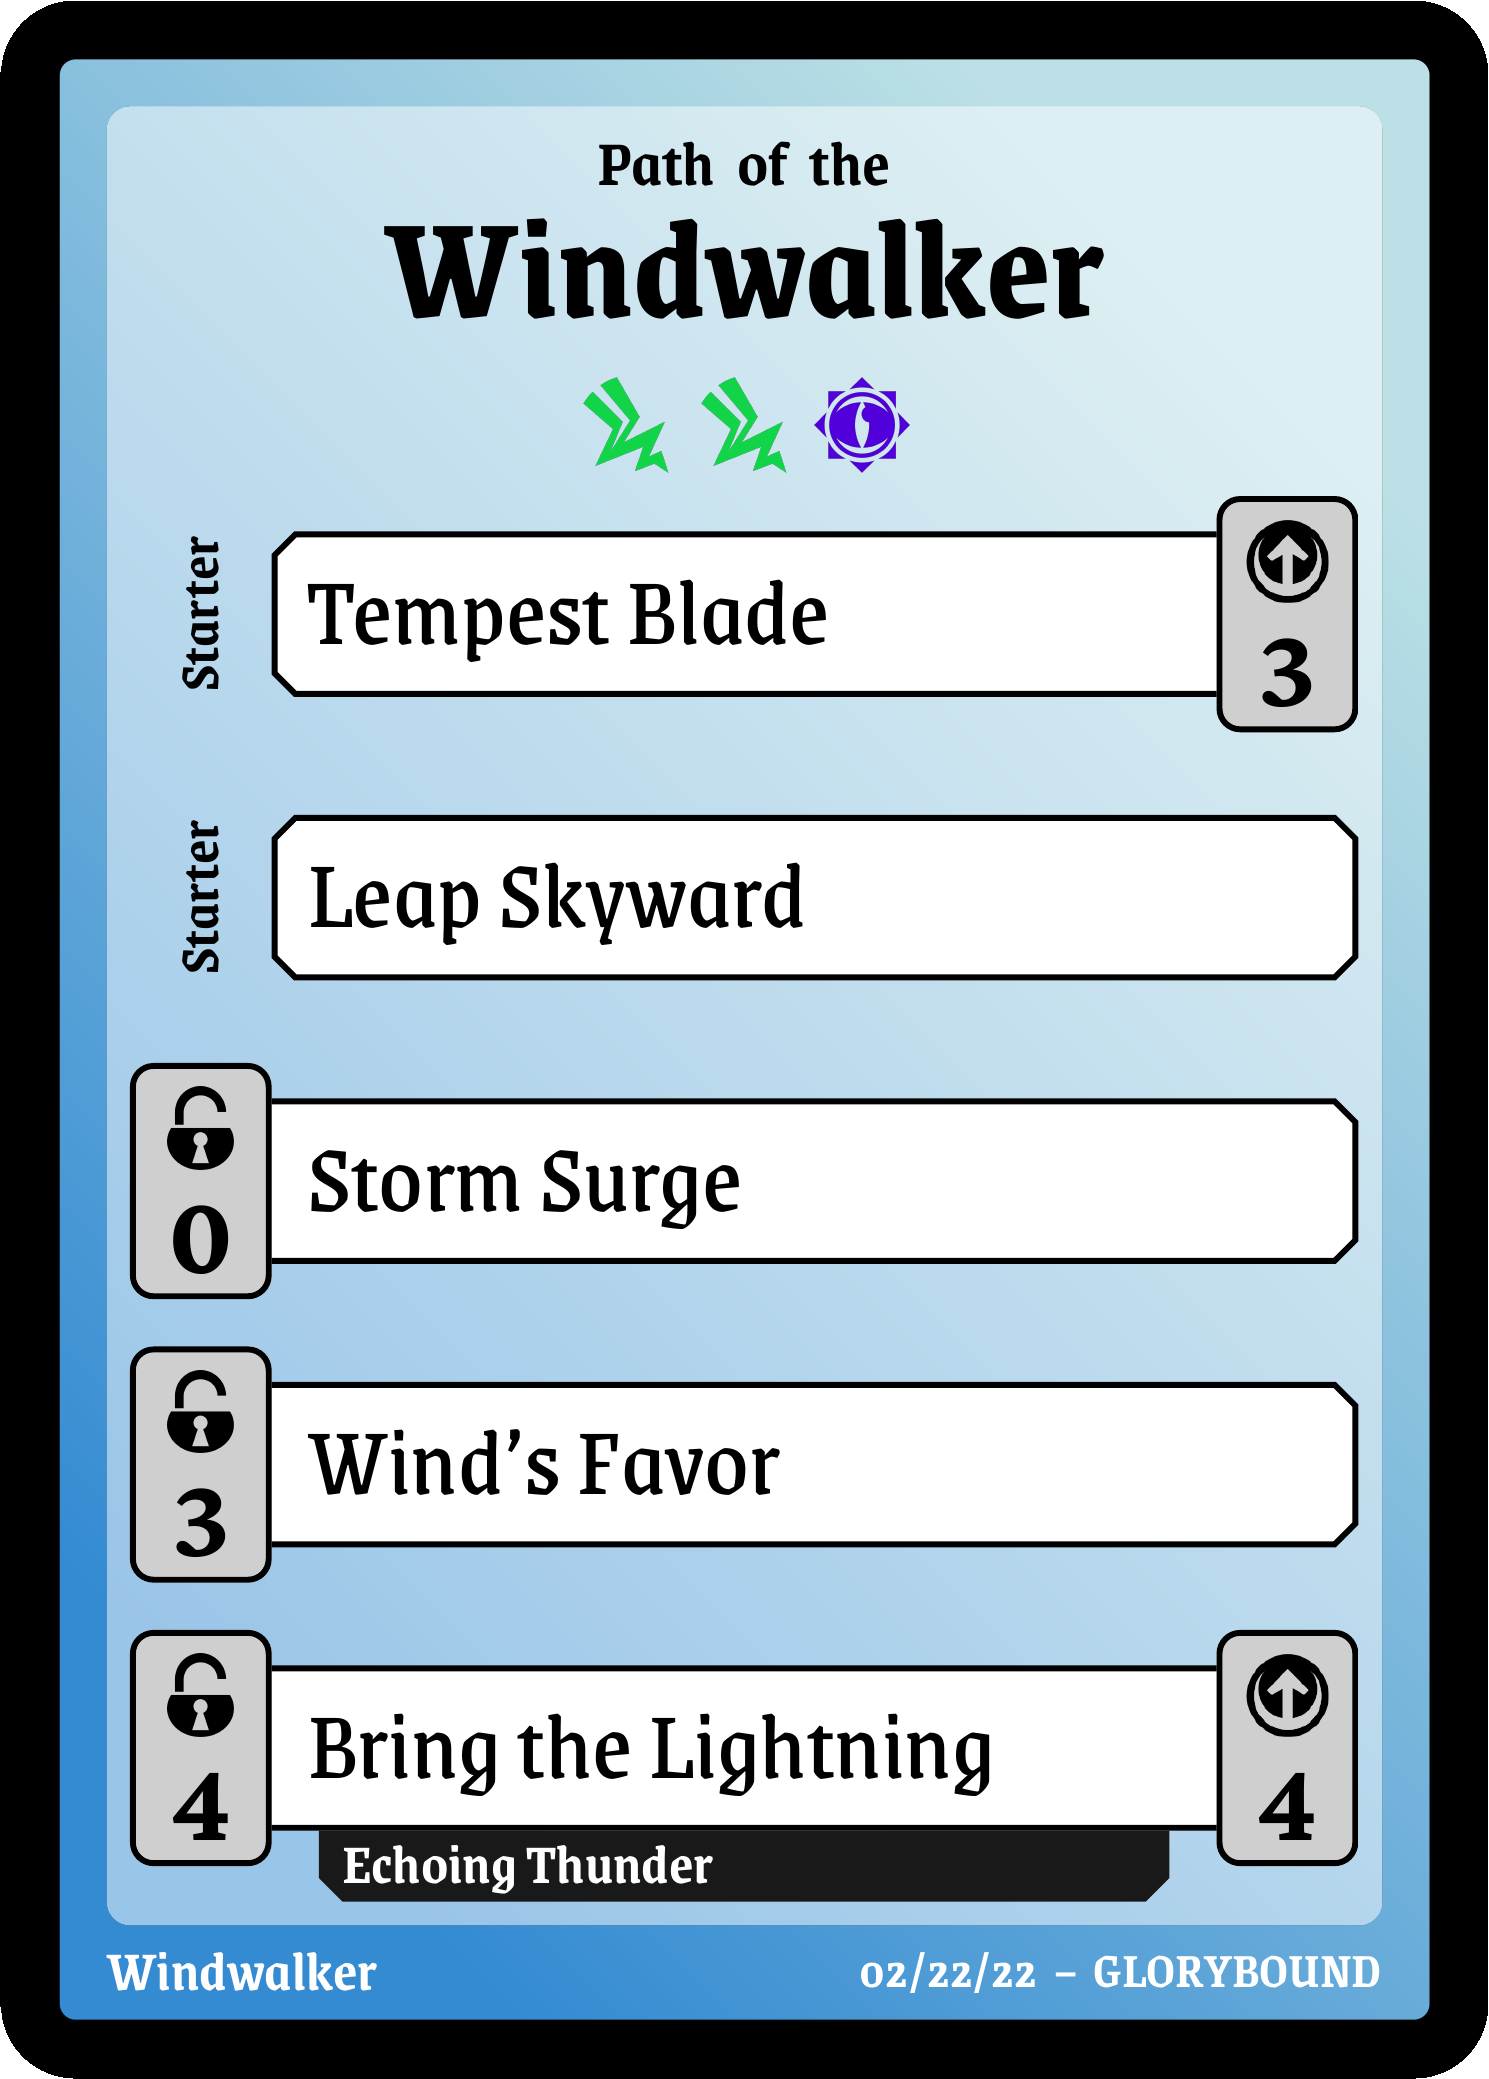 Path of the
Windwalker
Starter
Tempest Blade
3
Starter
Leap Skyward
0
Storm Surge
3
Wind’s Favor
4
Bring the Lightning
4
Echoing Thunder
Windwalker
02/22/22 – GLORYBOUND